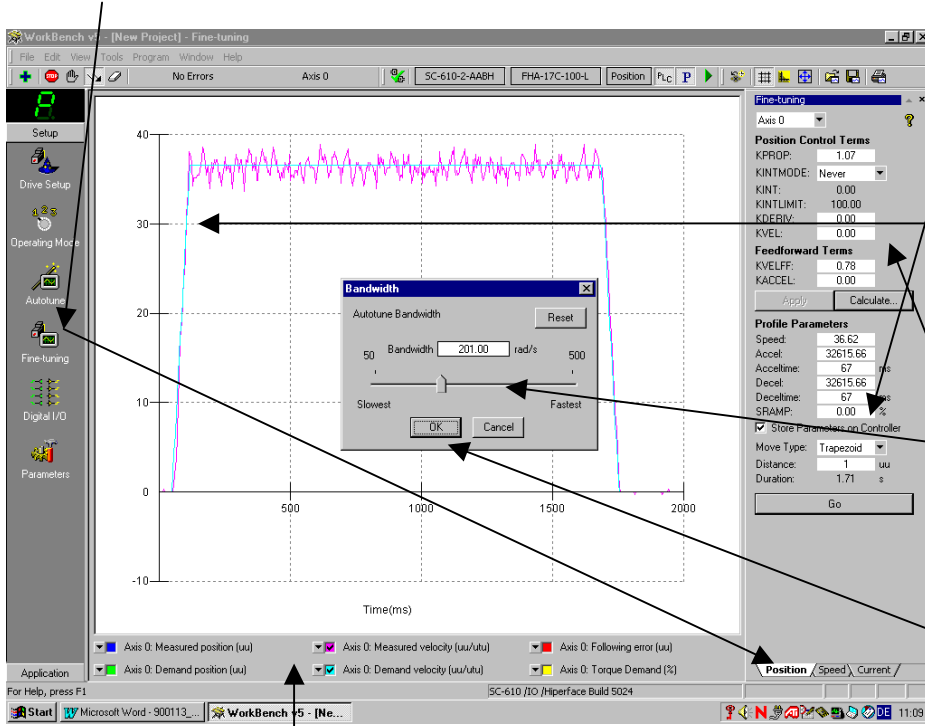 WorkBench v5 - [New Project] - Fine-tuning
File Edit View Tools Program Window Help
No Errors Axis 0 SC-610-2-AABH FHA-17C-100-L Position PLC P
Setup
Drive Setup
Operating Mode
Autotune
Fine-tuning
Digital I/O
Parameters
Application
40
30
20
10
0
-10
500 1000 1500 2000
Time(ms)
Bandwidth
Autotune Bandwidth
Reset
50 Bandwidth 201.00 rad/s 500
Slowest Fastest
OK Cancel
Axis 0: Measured position (uu) Axis 0: Measured velocity (uu/utu) Axis 0: Following error (uu)
Axis 0: Demand position (uu) Axis 0: Demand velocity (uu/utu) Axis 0: Torque Demand (%)
Fine-tuning
Axis 0
Position Control Terms
KPROP: 1.07
KINTMODE: Never
KINT: 0.00
KINTLIMIT: 100.00
KDERIV: 0.00
KVEL: 0.00
Feedforward Terms
KVELFF: 0.78
KACCEL: 0.00
Apply Calculate...
Profile Parameters
Speed: 36.62
Accel: 32615.66
Acceltime: 67 ms
Decel: 32615.66
Deceltime: 67 ms
SRAMP: 0.00 %
Store Parameters on Controller
Move Type: Trapezoid
Distance: 1 uu
Duration: 1.71 s
Go
Position Speed Current
For Help, press F1 SC-610 /IO /Hiperface Build 5024
Start Microsoft Word - 900113_... WorkBench v5 - [Ne... DE 11:09